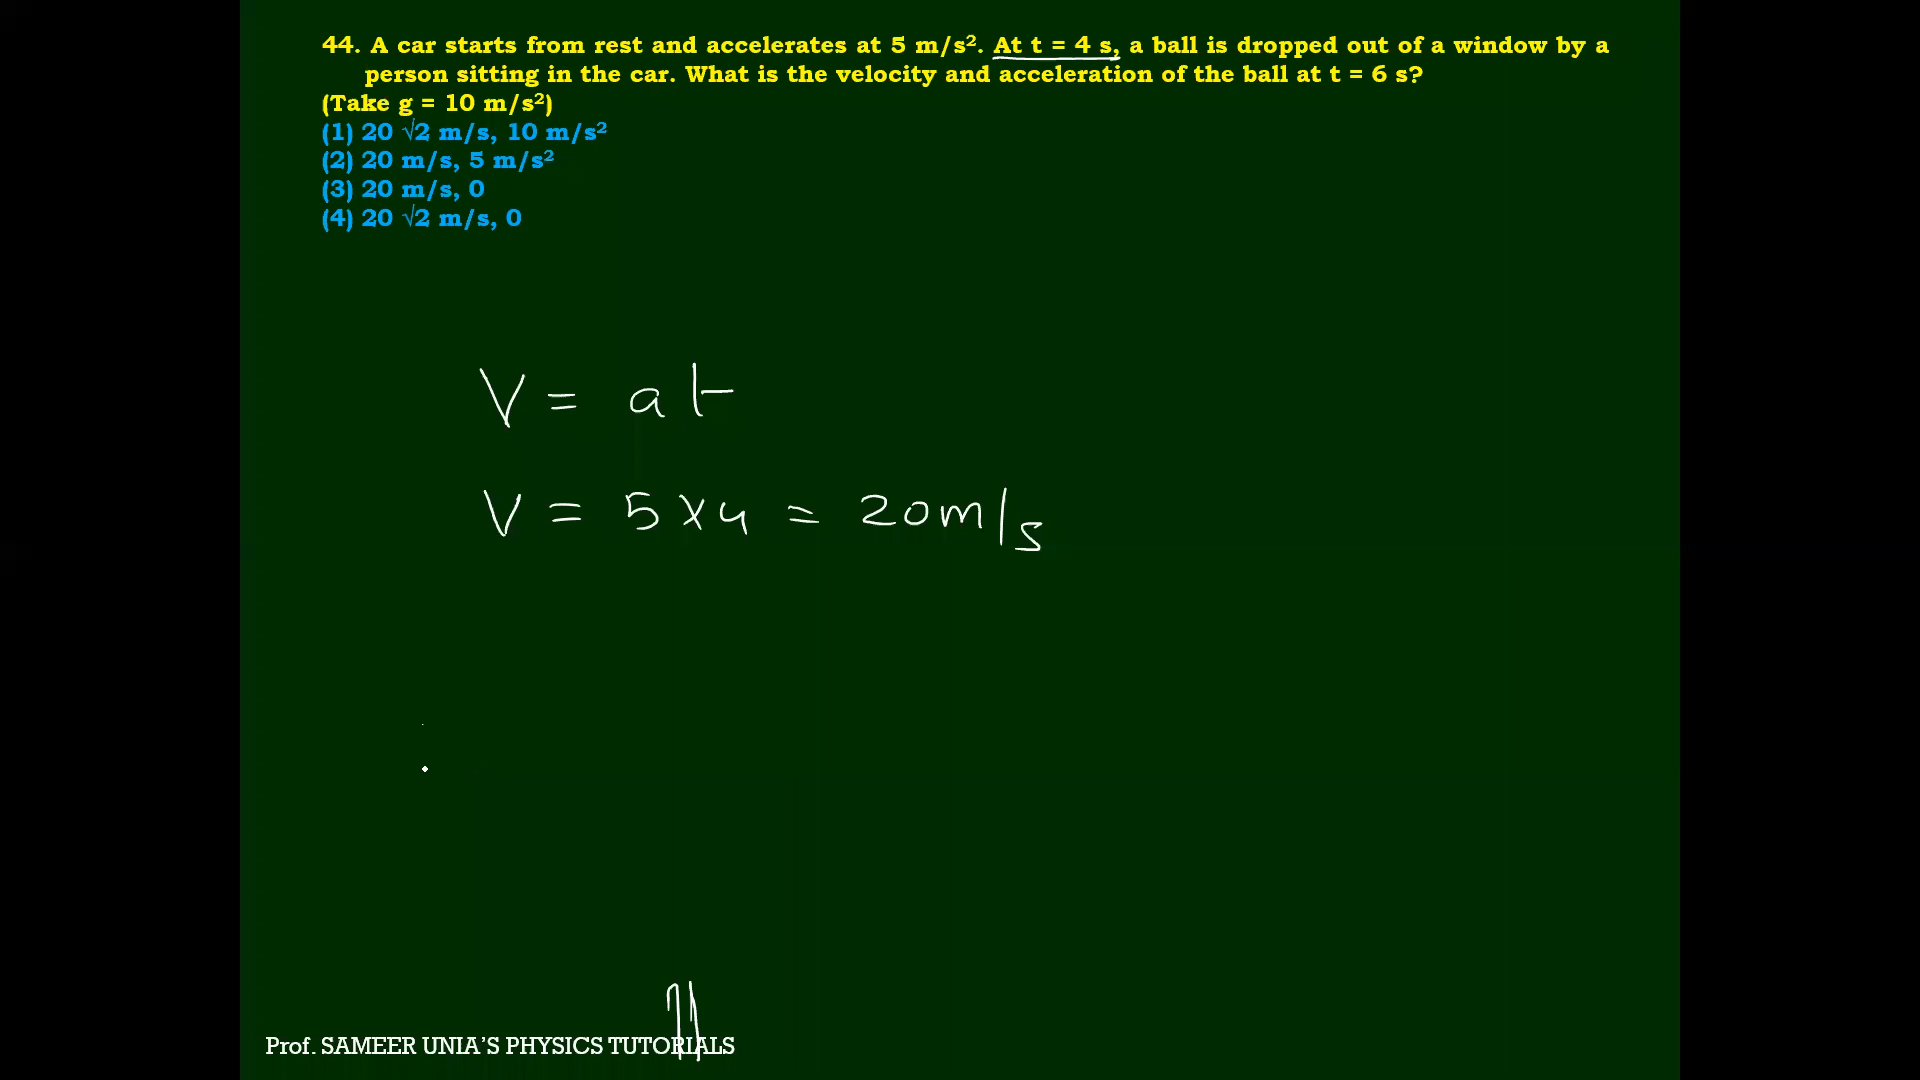 44. A car starts from rest and accelerates at 5 m/s². At t = 4 s, a ball is dropped out of a window by a
person sitting in the car. What is the velocity and acceleration of the ball at t = 6 s?
(Take g = 10 m/s²)
(1) 20 √2 m/s, 10 m/s²
(2) 20 m/s, 5 m/s²
(3) 20 m/s, 0
(4) 20 √2 m/s, 0
V = at
V = 5 x 4 = 20 m/s
Prof. SAMEER UNIA'S PHYSICS TUTORIALS